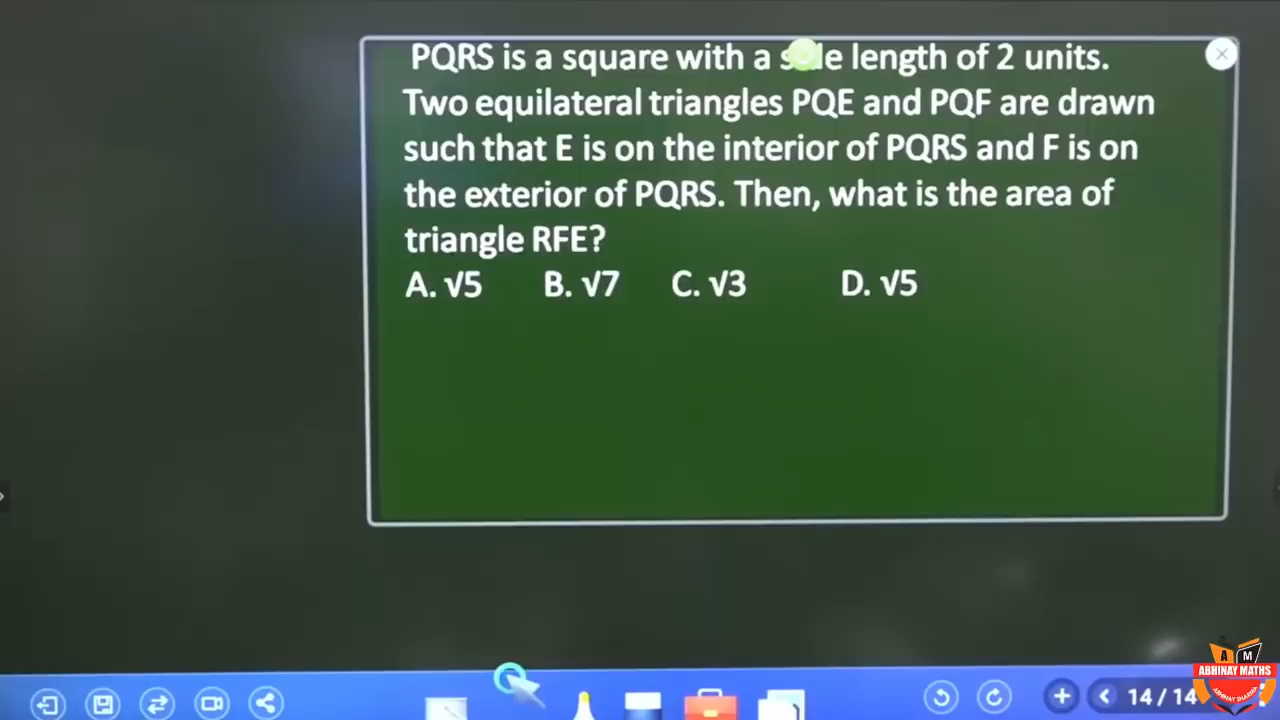 PQRS is a square with a side length of 2 units.
Two equilateral triangles PQE and PQF are drawn
such that E is on the interior of PQRS and F is on
the exterior of PQRS. Then, what is the area of
triangle RFE?
A. √5 B. √7 C. √3 D. √5
14 / 14
A M
ABHINAY MATHS
ABHINAY SHARMA